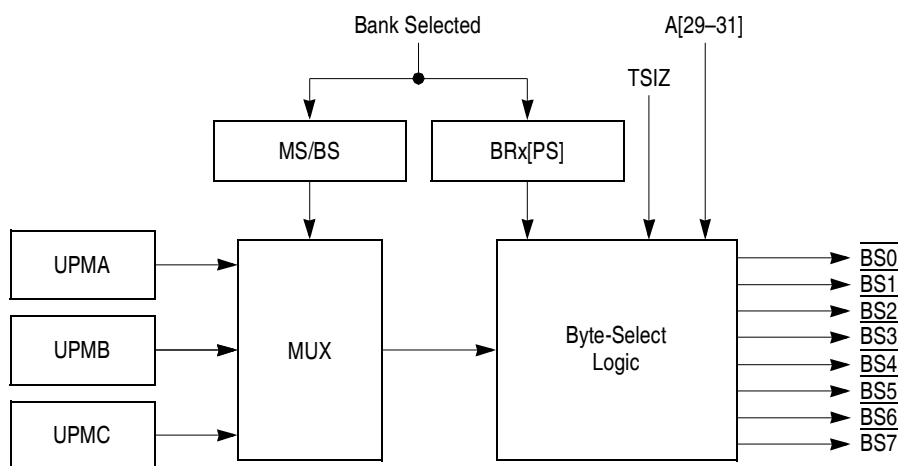 Bank Selected
A[29–31]
TSIZ
MS/BS
BRx[PS]
UPMA
UPMB
UPMC
MUX
Byte-Select
Logic
BS0
BS1
BS2
BS3
BS4
BS5
BS6
BS7